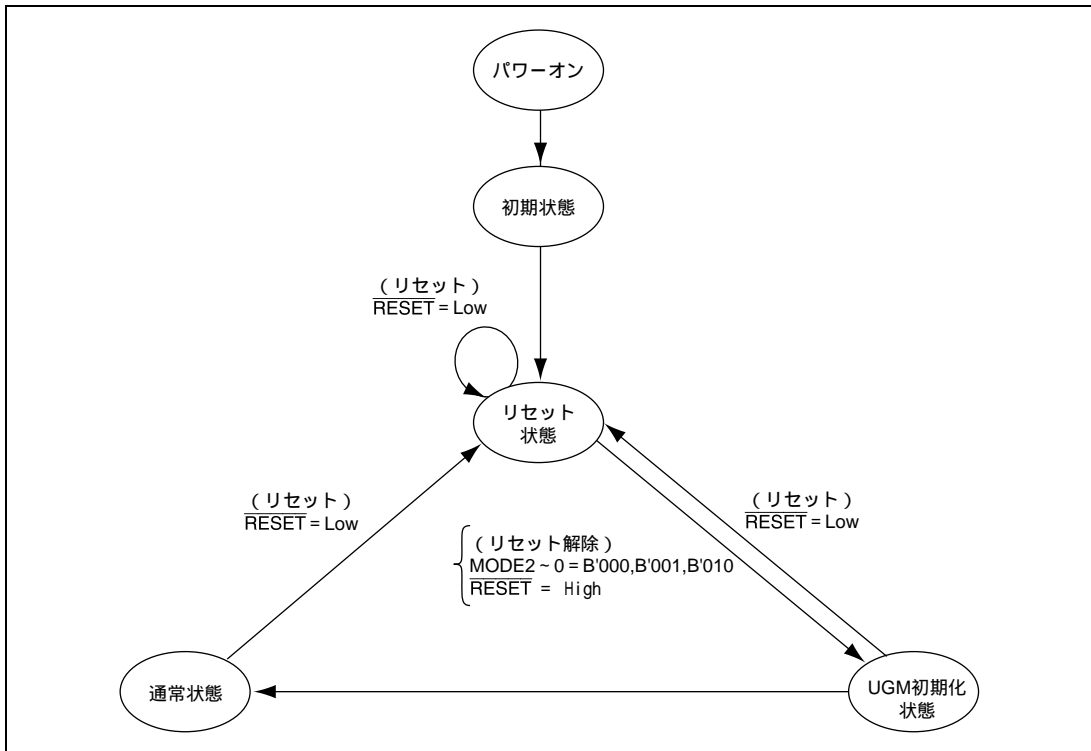 パワーオン
初期状態
(リセット)
RESET = Low
リセット
状態
(リセット)
RESET = Low
(リセット)
RESET = Low
(リセット解除)
MODE2 ~ 0 = B'000,B'001,B'010
RESET = High
通常状態
UGM初期化
状態